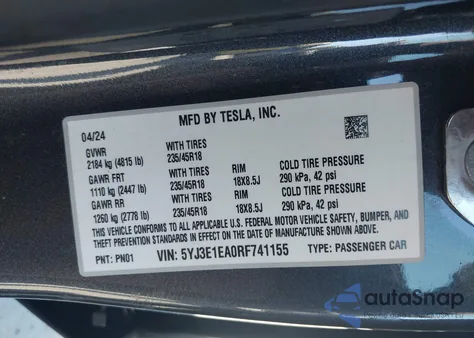 MFD BY TESLA, INC.
04/24
GVWR WITH TIRES
2184 kg (4815 lb) 235/45R18
GAWR FRT WITH TIRES RIM COLD TIRE PRESSURE
1110 kg (2447 lb) 235/45R18 18X8.5J 290 kPa, 42 psi
GAWR RR WITH TIRES RIM COLD TIRE PRESSURE
1260 kg (2778 lb) 235/45R18 18X8.5J 290 kPa, 42 psi
THIS VEHICLE CONFORMS TO ALL APPLICABLE
U.S. FEDERAL MOTOR VEHICLE SAFETY, BUMPER, AND
THEFT PREVENTION STANDARDS IN EFFECT ON THE DATE
OF MANUFACTURE SHOWN ABOVE.
PNT: PN01 VIN: 5YJ3E1EA0RF741155 TYPE: PASSENGER CAR
autoSnap